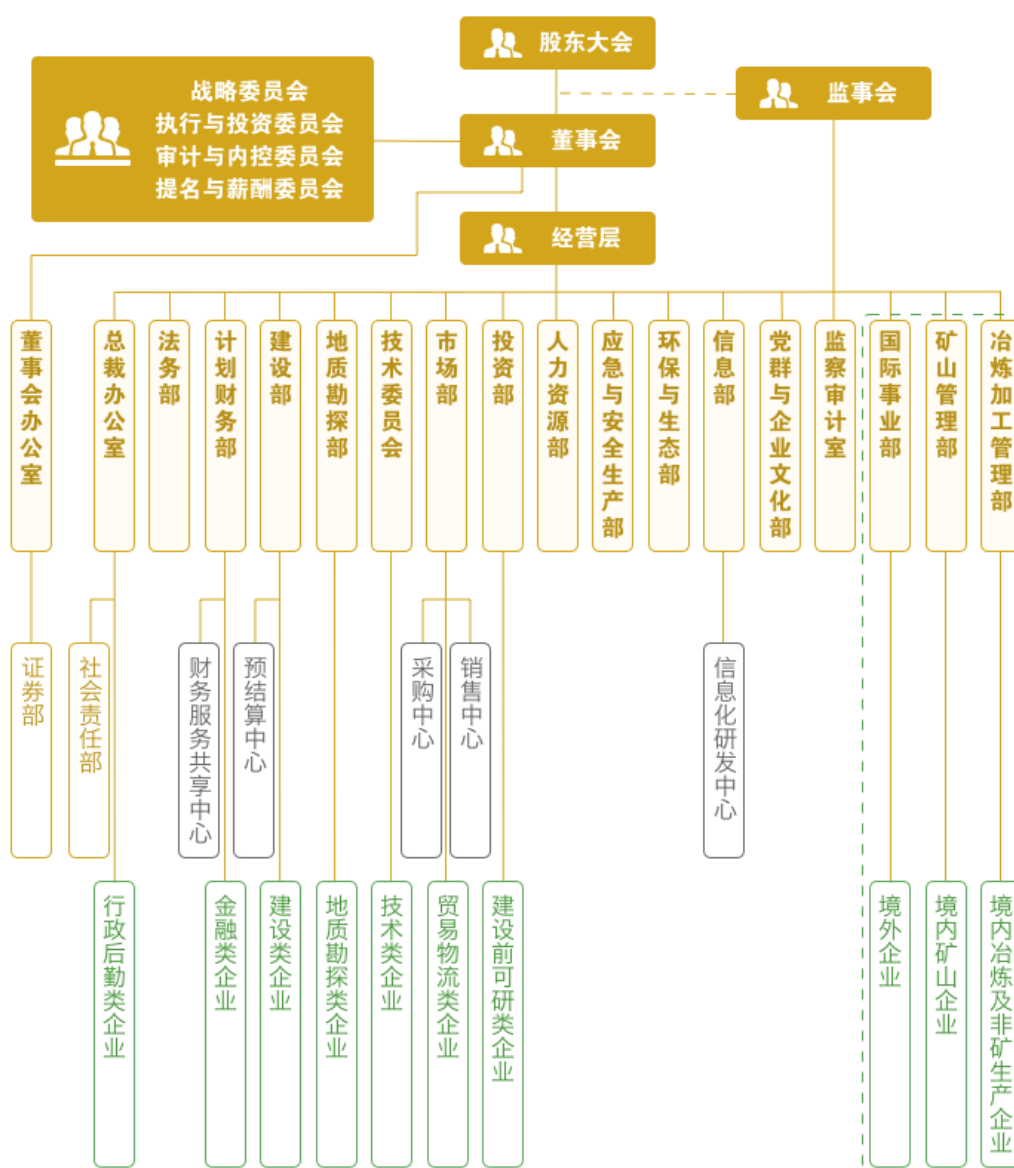 股东大会
战略委员会
执行与投资委员会
审计与内控委员会
提名与薪酬委员会
监事会
董事会
经营层
董事会办公室
总裁办公室
法务部
计划财务部
建设部
地质勘探部
技术委员会
市场部
投资部
人力资源部
应急与安全生产部
环保与生态部
信息部
党群与企业文化部
监察审计室
国际事业部
矿山管理部
冶炼加工管理部
证券部
社会责任部
财务服务共享中心
预结算中心
采购中心
销售中心
信息化研发中心
行政后勤类企业
金融类企业
建设类企业
地质勘探类企业
技术类企业
贸易物流类企业
建设前可研类企业
境外企业
境内矿山企业
境内冶炼及非矿生产企业